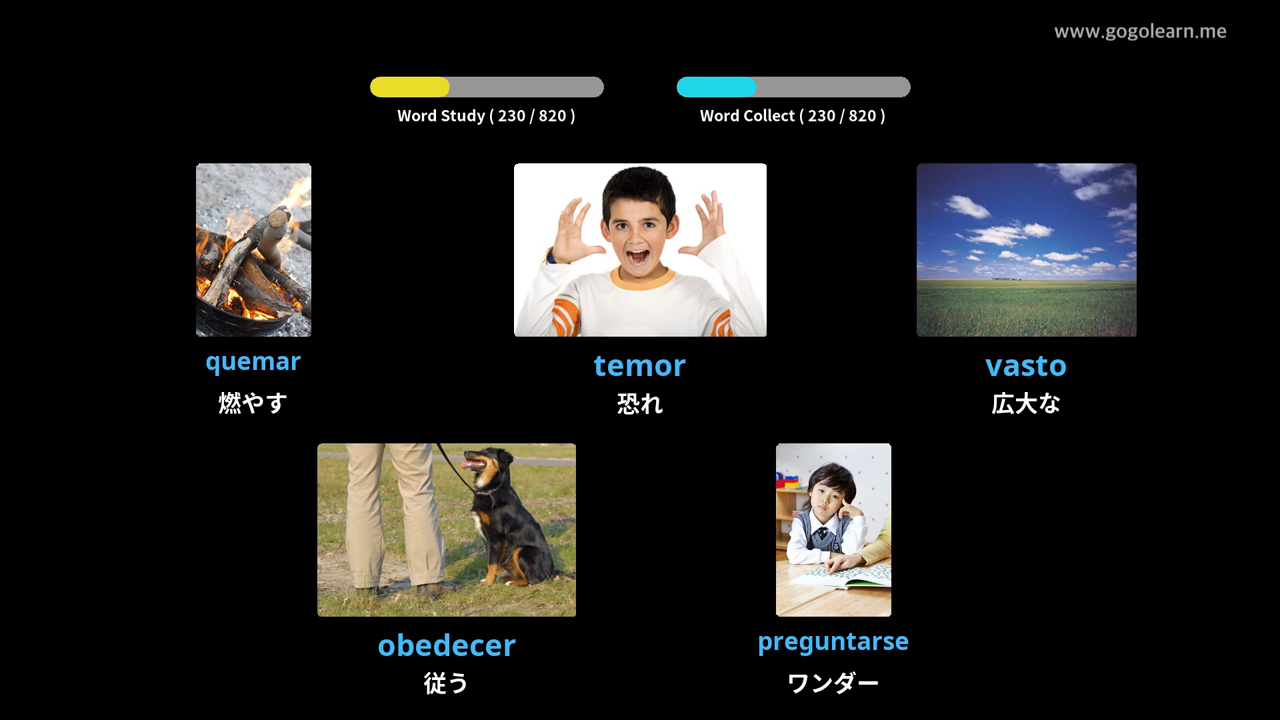 www.gogolearn.me
Word Study ( 230 / 820 )
Word Collect ( 230 / 820 )
quemar
燃やす
temor
恐れ
vasto
広大な
obedecer
従う
preguntarse
ワンダー